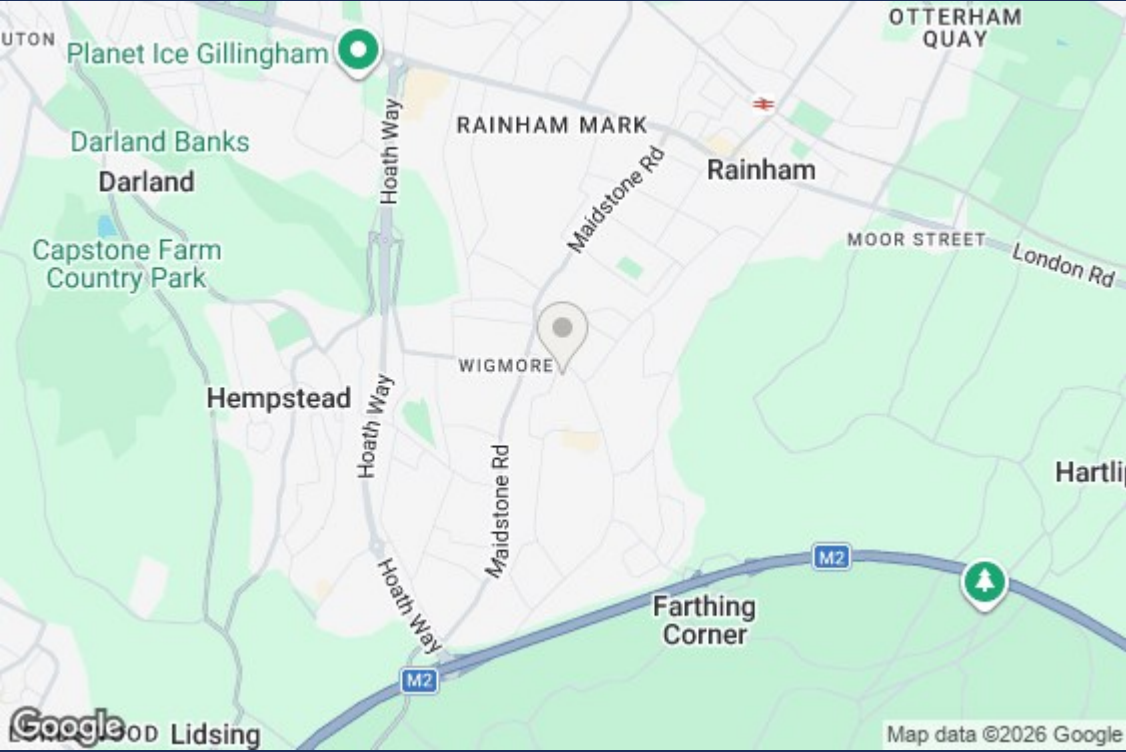 OTTERHAM
QUAY
UTON
Planet Ice Gillingham
Hoath Way
RAINHAM MARK
Darland Banks
Darland
Maidstone Rd
Rainham
Capstone Farm
Country Park
MOOR STREET
London Rd
WIGMORE
Hempstead
Hoath Way
Maidstone Rd
Hartlip
M2
Hoath Way
Farthing
Corner
M2
Google
OOD
Lidsing
Map data ©2026 Google